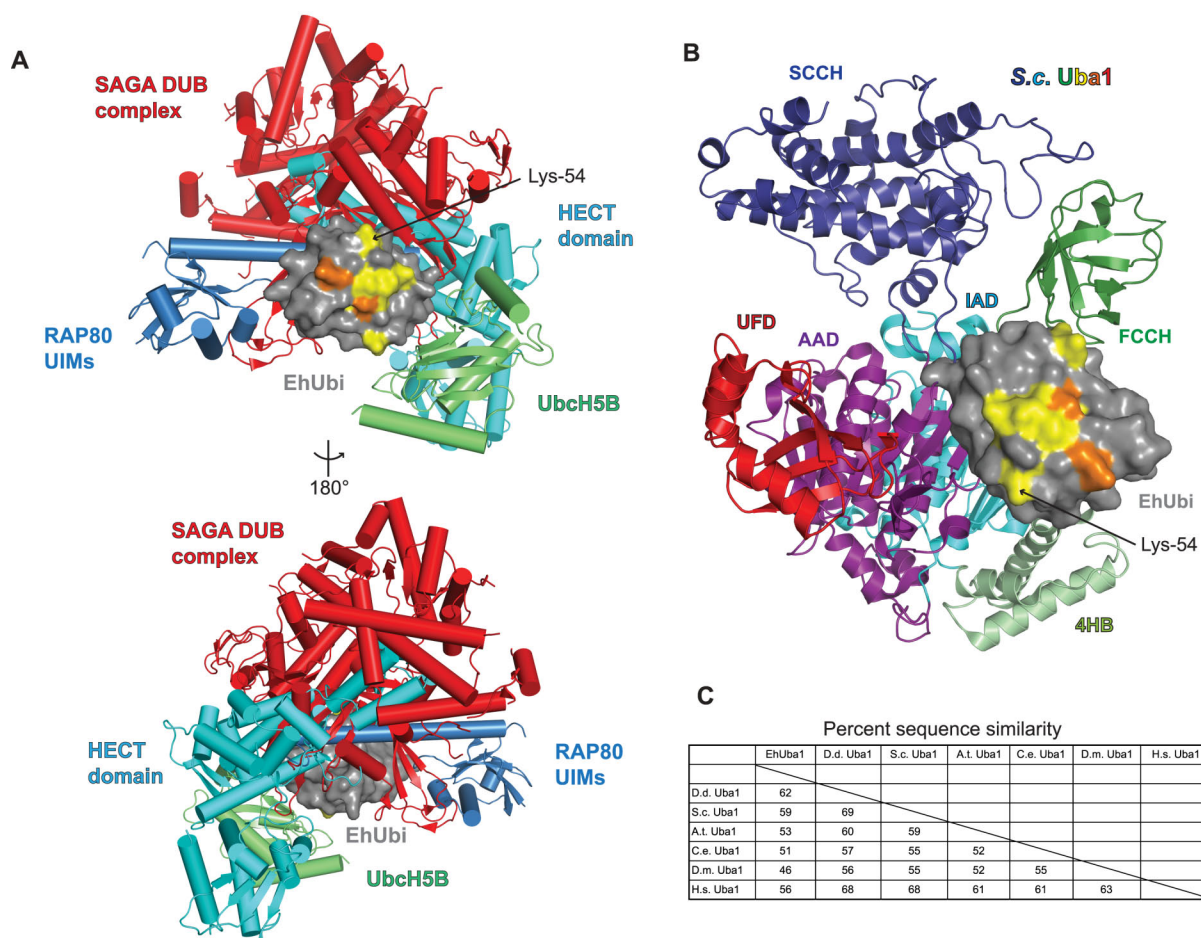 A
SAGA DUB
complex
Lys-54
HECT
domain
RAP80
UIMs
EhUbi
UbcH5B
180°
SAGA DUB
complex
HECT
domain
RAP80
UIMs
EhUbi
UbcH5B
B
SCCH
S.c. Uba1
IAD
UFD
AAD
FCCH
EhUbi
Lys-54
4HB
C
Percent sequence similarity
EhUba1 D.d. Uba1 S.c. Uba1 A.t. Uba1 C.e. Uba1 D.m. Uba1 H.s. Uba1
D.d. Uba1 62
S.c. Uba1 59 69
A.t. Uba1 53 60 59
C.e. Uba1 51 57 55 52
D.m. Uba1 46 56 55 52 55
H.s. Uba1 56 68 68 61 61 63